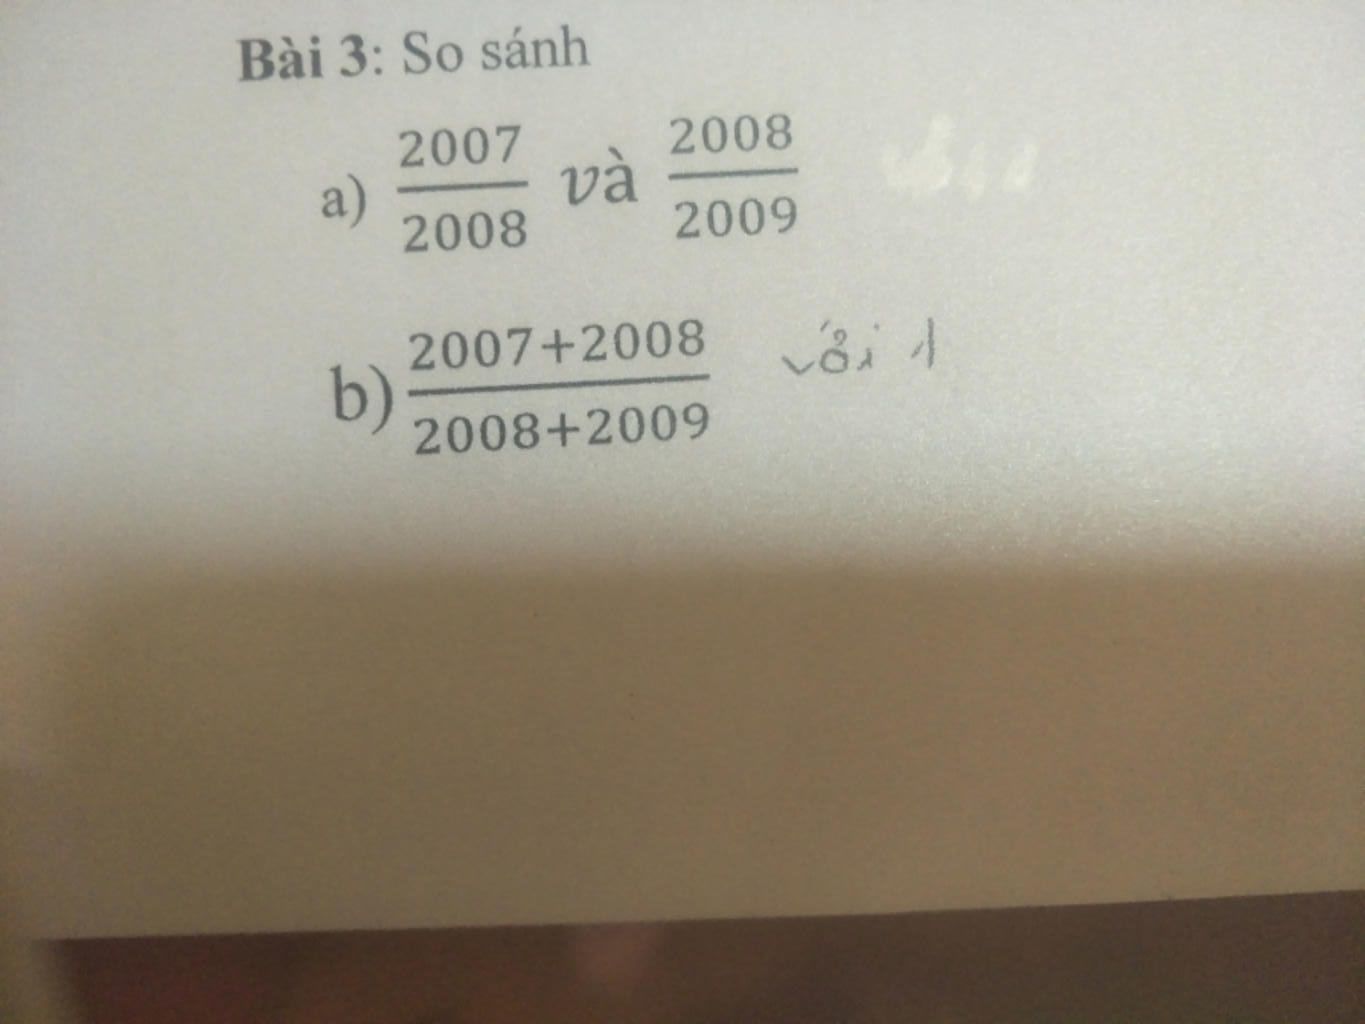 Bài 3: So sánh
a) 2007/2008 và 2008/2009
b) 2007+2008/2008+2009 với 1